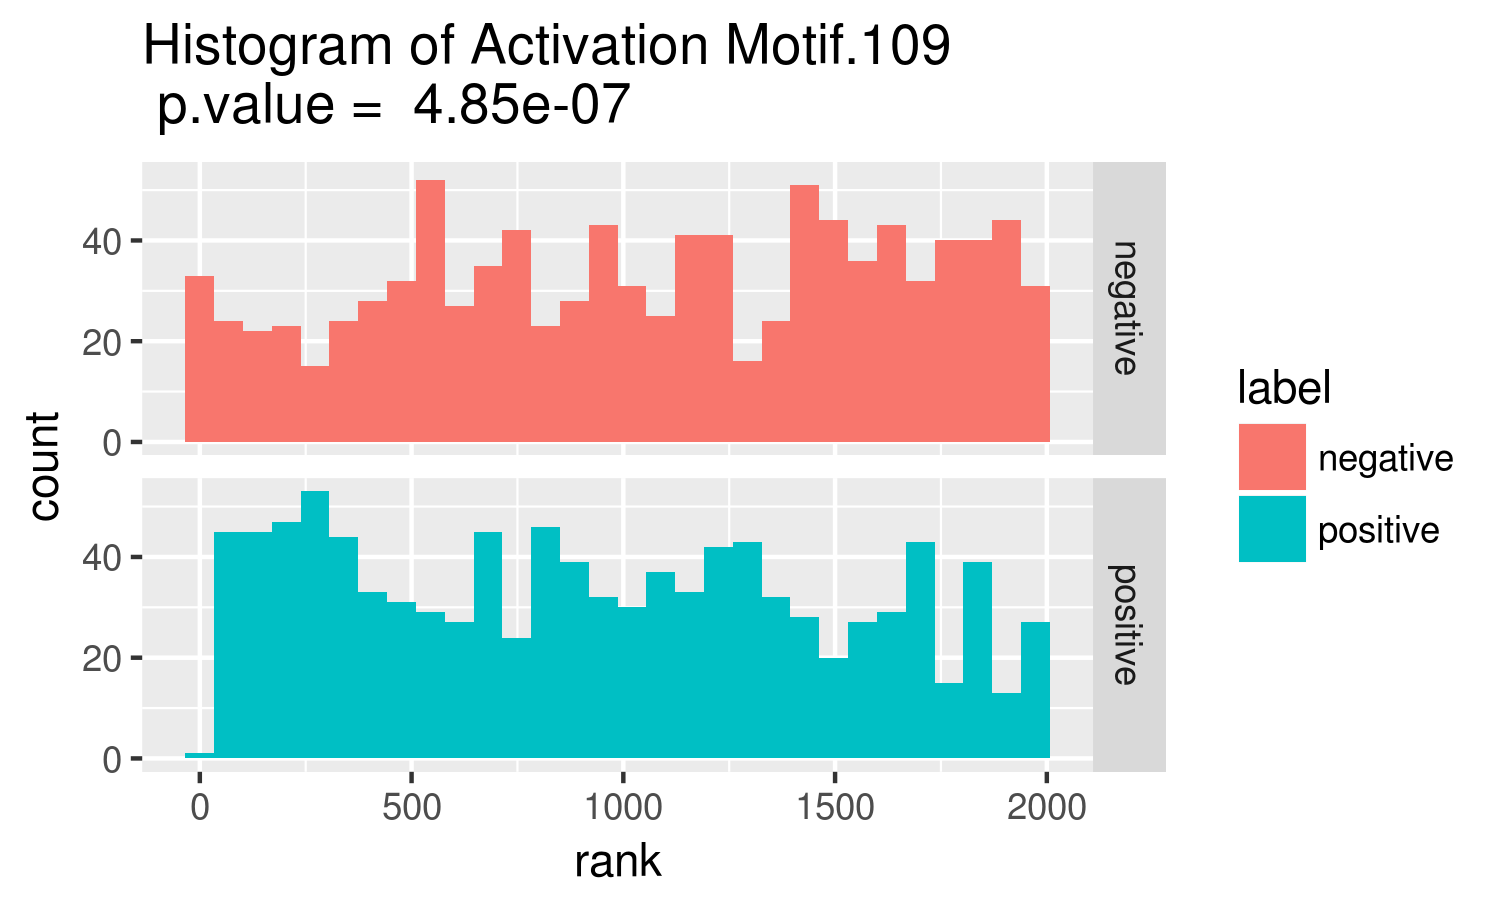 Histogram of Activation Motif.109
p.value =  4.85e-07
count
40
20
0
negative
40
20
0
positive
0 500 1000 1500 2000
rank
label
negative
positive